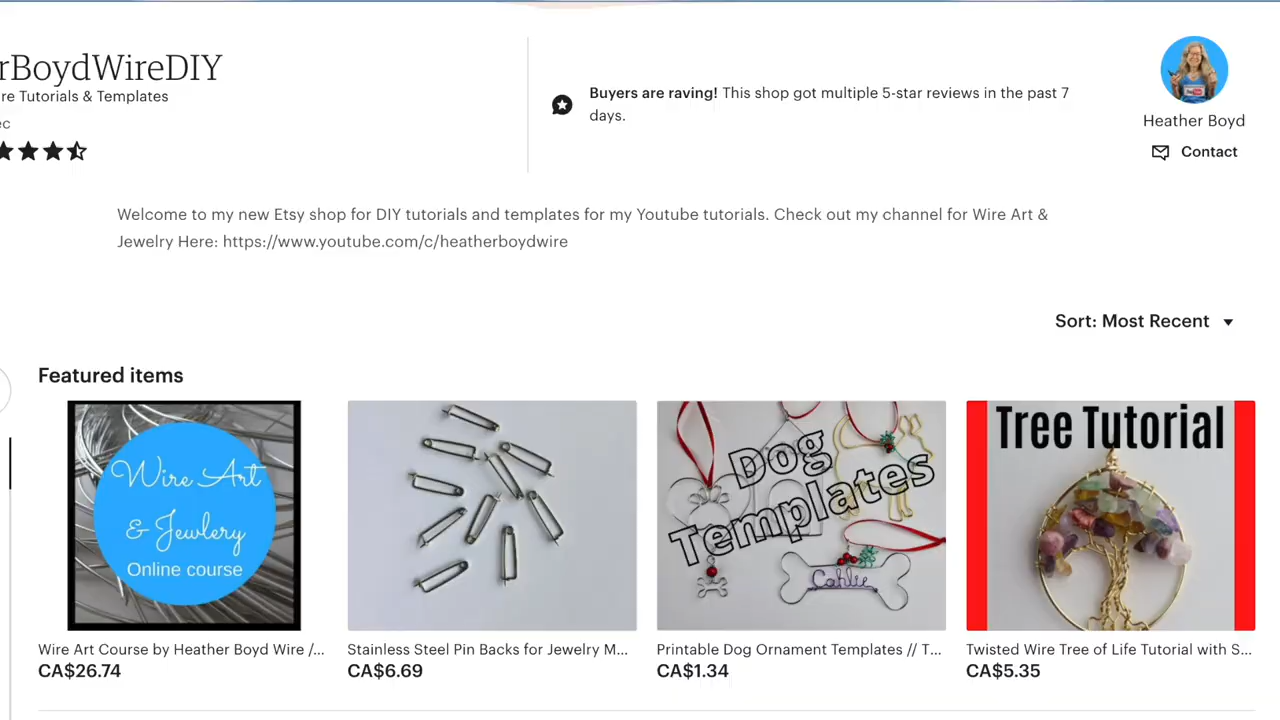 rBoydWireDIY
re Tutorials & Templates
ec
Buyers are raving! This shop got multiple 5-star reviews in the past 7
days.
Heather Boyd
Contact
Welcome to my new Etsy shop for DIY tutorials and templates for my Youtube tutorials. Check out my channel for Wire Art &
Jewelry Here: https://www.youtube.com/c/heatherboydwire
Sort: Most Recent
Featured items
Wire Art
& Jewlery
Online course
Dog
Templates
Cahlie
Tree Tutorial
Wire Art Course by Heather Boyd Wire /...
CA$26.74
Stainless Steel Pin Backs for Jewelry M...
CA$6.69
Printable Dog Ornament Templates // T...
CA$1.34
Twisted Wire Tree of Life Tutorial with S...
CA$5.35